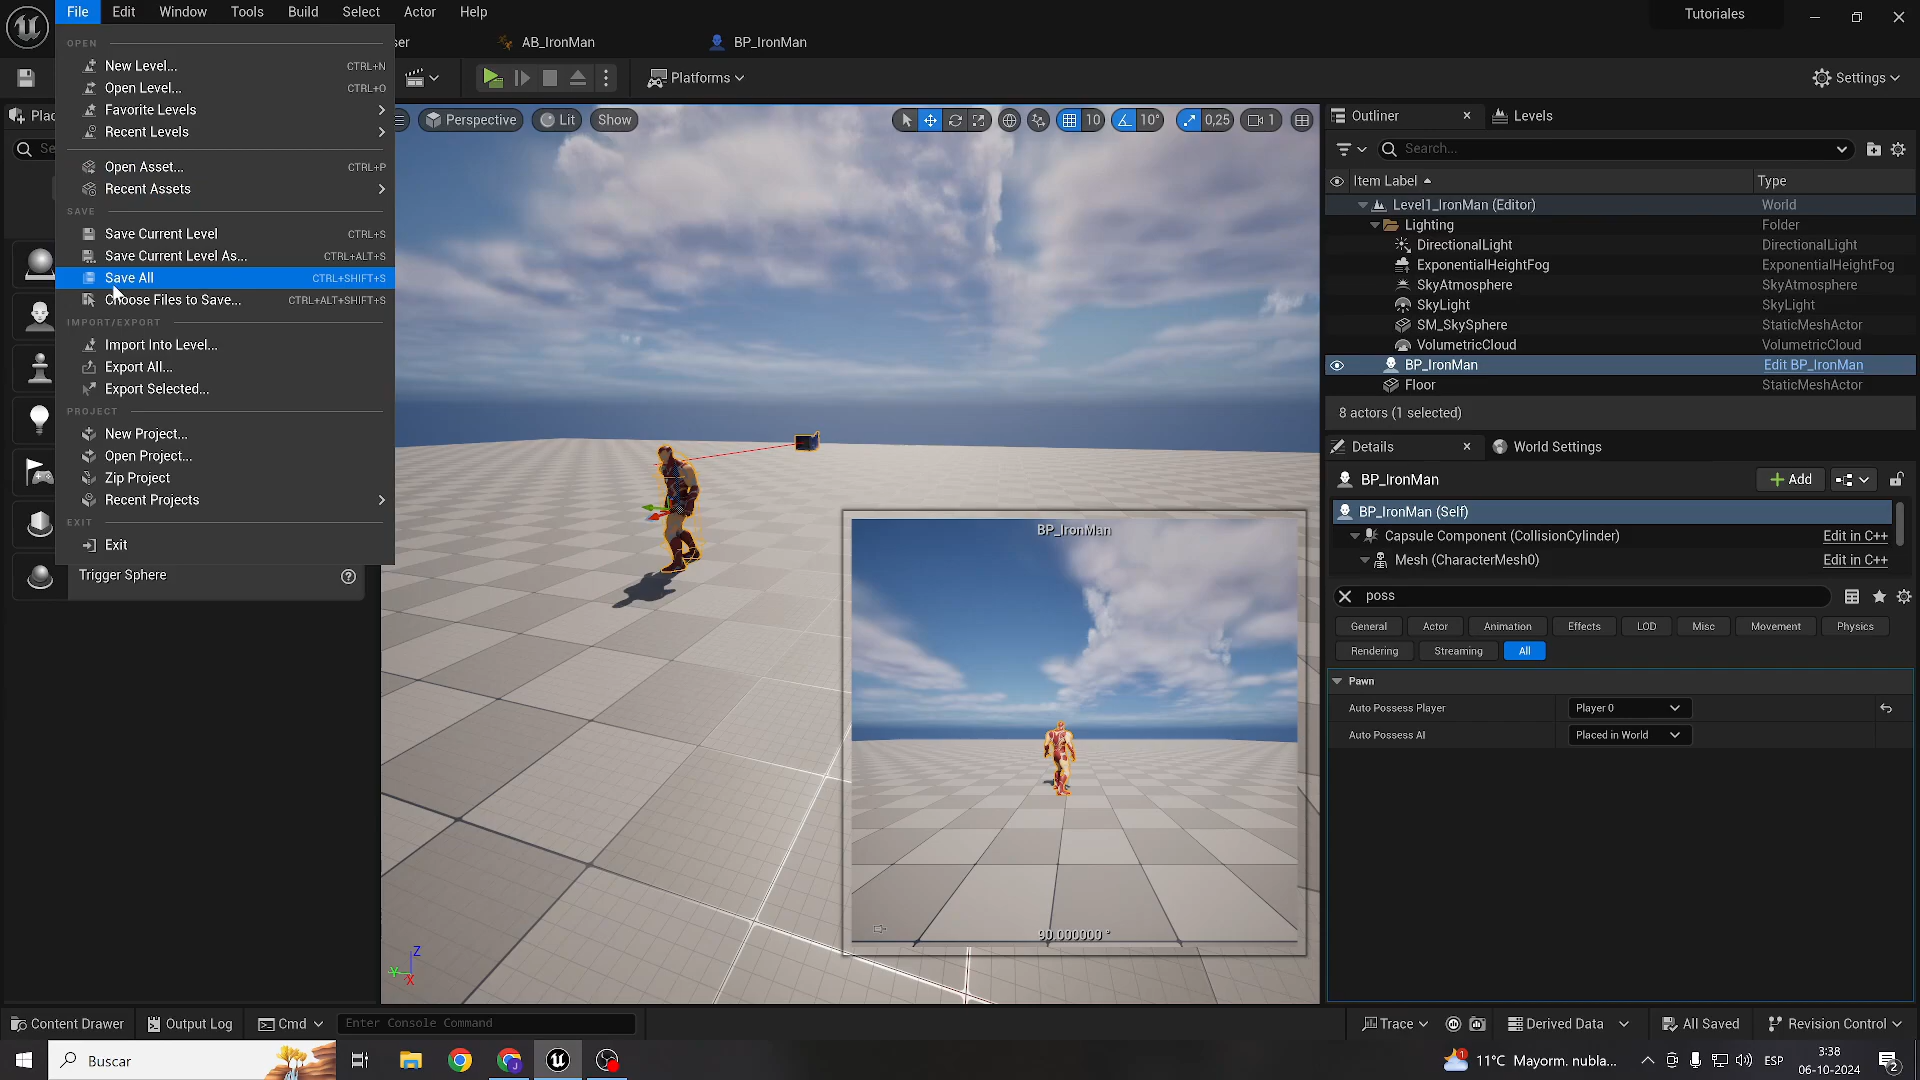 File Edit Window Tools Build Select Actor Help
Tutoriales
ser
AB_IronMan
BP_IronMan
Platforms
Settings
OPEN
New Level... CTRL+N
Open Level... CTRL+O
Favorite Levels
Recent Levels
Open Asset... CTRL+P
Recent Assets
SAVE
Save Current Level CTRL+S
Save Current Level As... CTRL+ALT+S
Save All CTRL+SHIFT+S
Choose Files to Save... CTRL+ALT+SHIFT+S
IMPORT/EXPORT
Import Into Level...
Export All...
Export Selected...
PROJECT
New Project...
Open Project...
Zip Project
Recent Projects
EXIT
Exit
Trigger Sphere
Plac
Se
Perspective Lit Show
10 10° 0,25 1
BP_IronMan
90.000000 °
Z
Y
X
Outliner
Levels
Search...
Item Label Type
Level1_IronMan (Editor) World
Lighting Folder
DirectionalLight DirectionalLight
ExponentialHeightFog ExponentialHeightFog
SkyAtmosphere SkyAtmosphere
SkyLight SkyLight
SM_SkySphere StaticMeshActor
VolumetricCloud VolumetricCloud
BP_IronMan Edit BP_IronMan
Floor StaticMeshActor
8 actors (1 selected)
Details
World Settings
BP_IronMan
Add
BP_IronMan (Self)
Capsule Component (CollisionCylinder) Edit in C++
Mesh (CharacterMesh0) Edit in C++
poss
General Actor Animation Effects LOD Misc Movement Physics
Rendering Streaming All
Pawn
Auto Possess Player Player 0
Auto Possess AI Placed in World
Content Drawer Output Log Cmd Enter Console Command
Trace Derived Data All Saved Revision Control
Buscar
1
11°C Mayorm. nubla...
ESP
3:38
06-10-2024
2